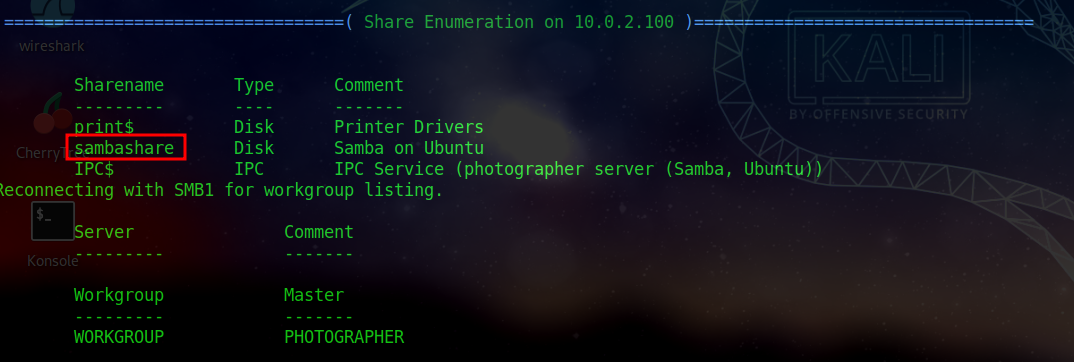 =================================( Share Enumeration on 10.0.2.100 )=================================
wireshark
KALI
BY OFFENSIVE SECURITY
Sharename Type Comment
--------- ---- -------
print$ Disk Printer Drivers
sambashare Disk Samba on Ubuntu
IPC$ IPC IPC Service (photographer server (Samba, Ubuntu))
Reconnecting with SMB1 for workgroup listing.
$_
Server Comment
--------- -------
Konsole
Workgroup Master
--------- -------
WORKGROUP PHOTOGRAPHER